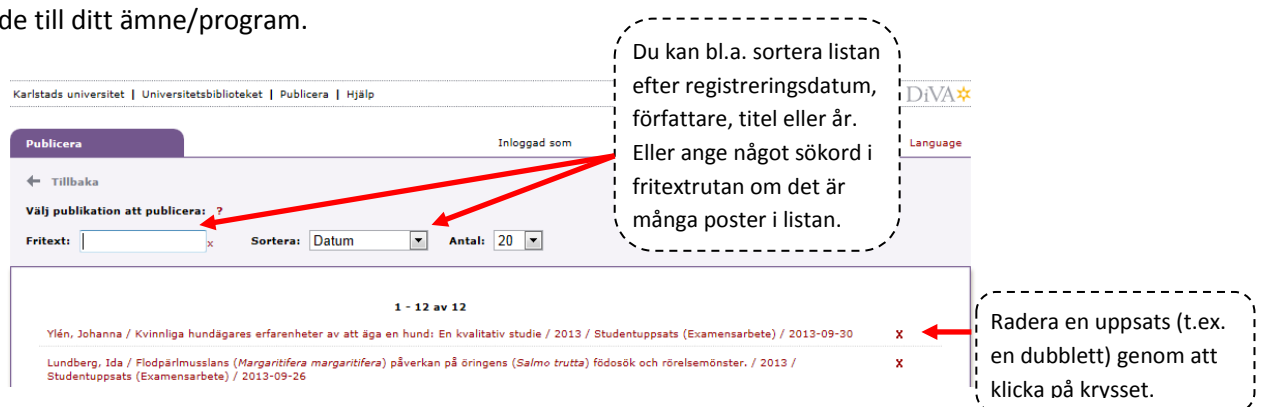 de till ditt ämne/program.
Du kan bl.a. sortera listan
efter registreringsdatum,
författare, titel eller år.
Eller ange något sökord i
fritextrutan om det är
många poster i listan.
Karlstads universitet | Universitetsbiblioteket | Publicera | Hjälp
DiVA
Publicera
Inloggad som
Language
← Tillbaka
Välj publikation att publicera: ?
Fritext: x Sortera: Datum Antal: 20
1 - 12 av 12
Ylén, Johanna / Kvinnliga hundägares erfarenheter av att äga en hund: En kvalitativ studie / 2013 / Studentuppsats (Examensarbete) / 2013-09-30 X
Lundberg, Ida / Flodpärlmusslans (Margaritifera margaritifera) påverkan på öringens (Salmo trutta) födosök och rörelsemönster. / 2013 / X
Studentuppsats (Examensarbete) / 2013-09-26
Radera en uppsats (t.ex.
en dubblett) genom att
klicka på krysset.